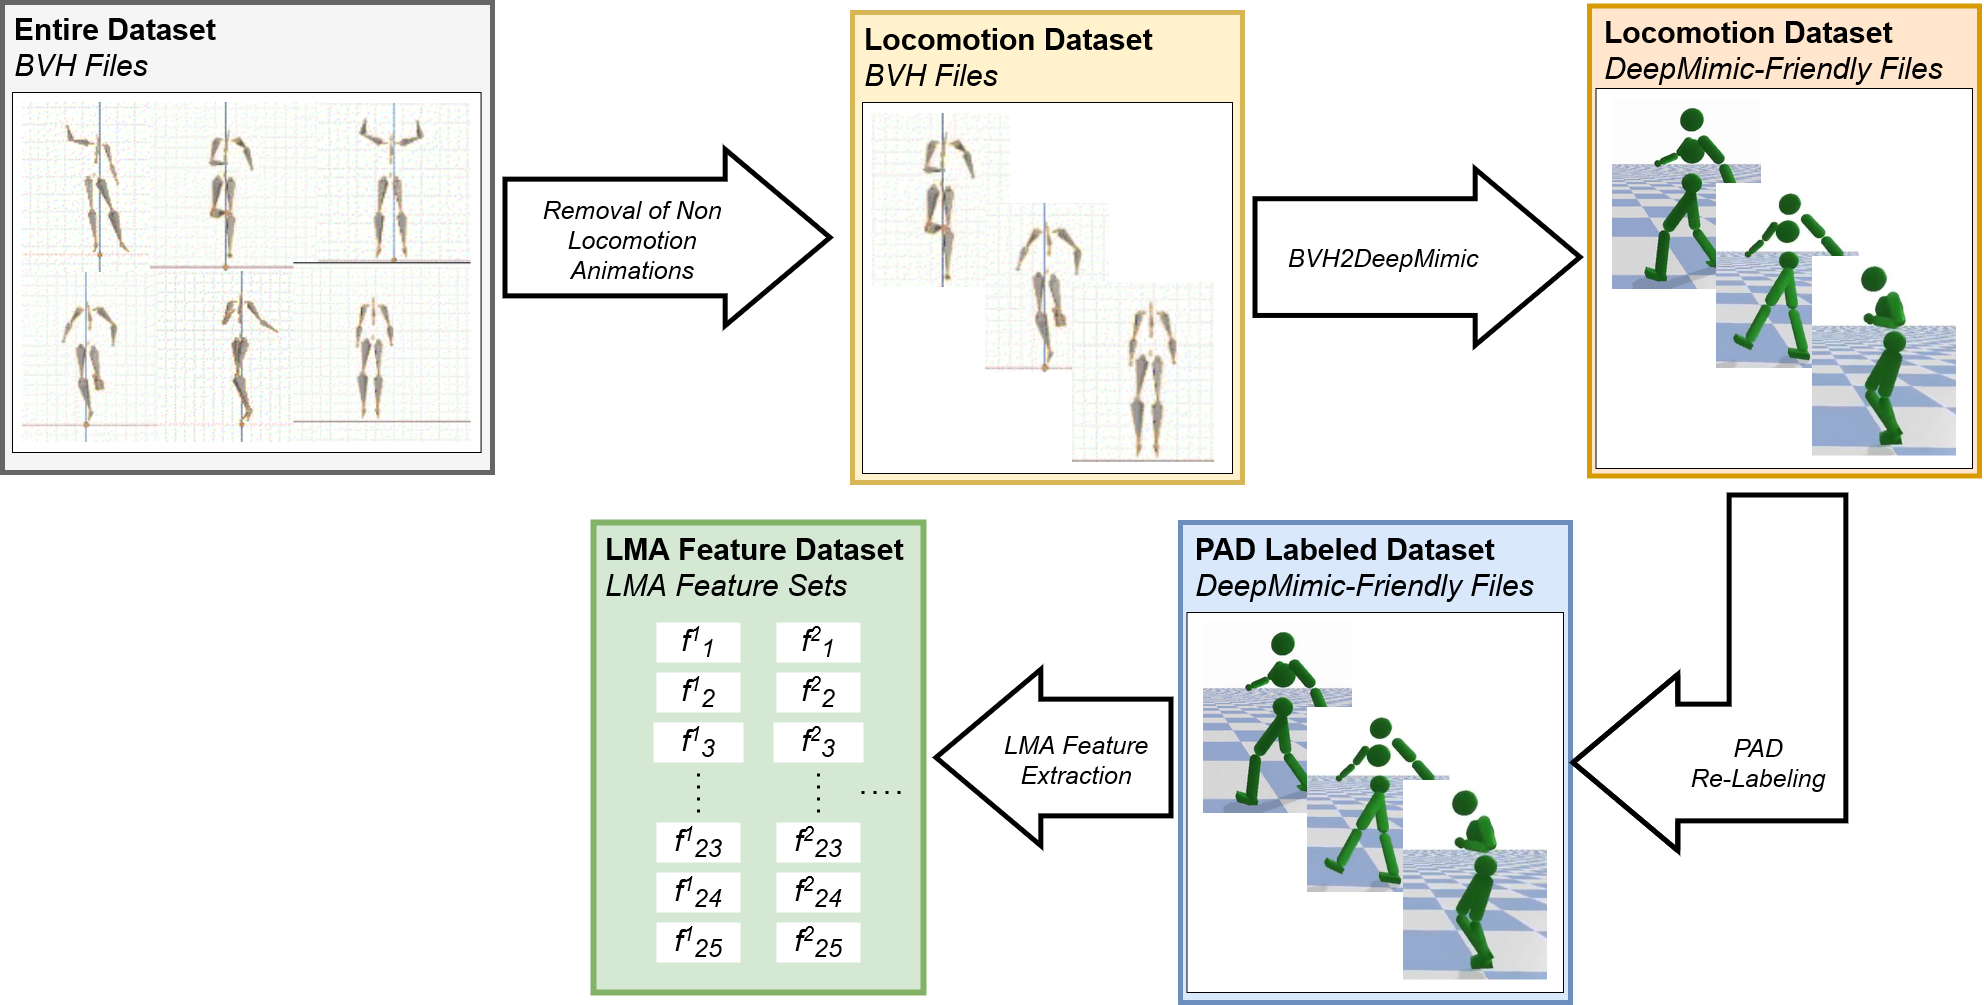 Entire Dataset
BVH Files
Removal of Non
Locomotion
Animations
Locomotion Dataset
BVH Files
BVH2DeepMimic
Locomotion Dataset
DeepMimic-Friendly Files
PAD
Re-Labeling
PAD Labeled Dataset
DeepMimic-Friendly Files
LMA Feature
Extraction
LMA Feature Dataset
LMA Feature Sets
f¹₁ f²₁
f¹₂ f²₂
f¹₃ f²₃
....
f¹₂₃ f²₂₃
f¹₂₄ f²₂₄
f¹₂₅ f²₂₅